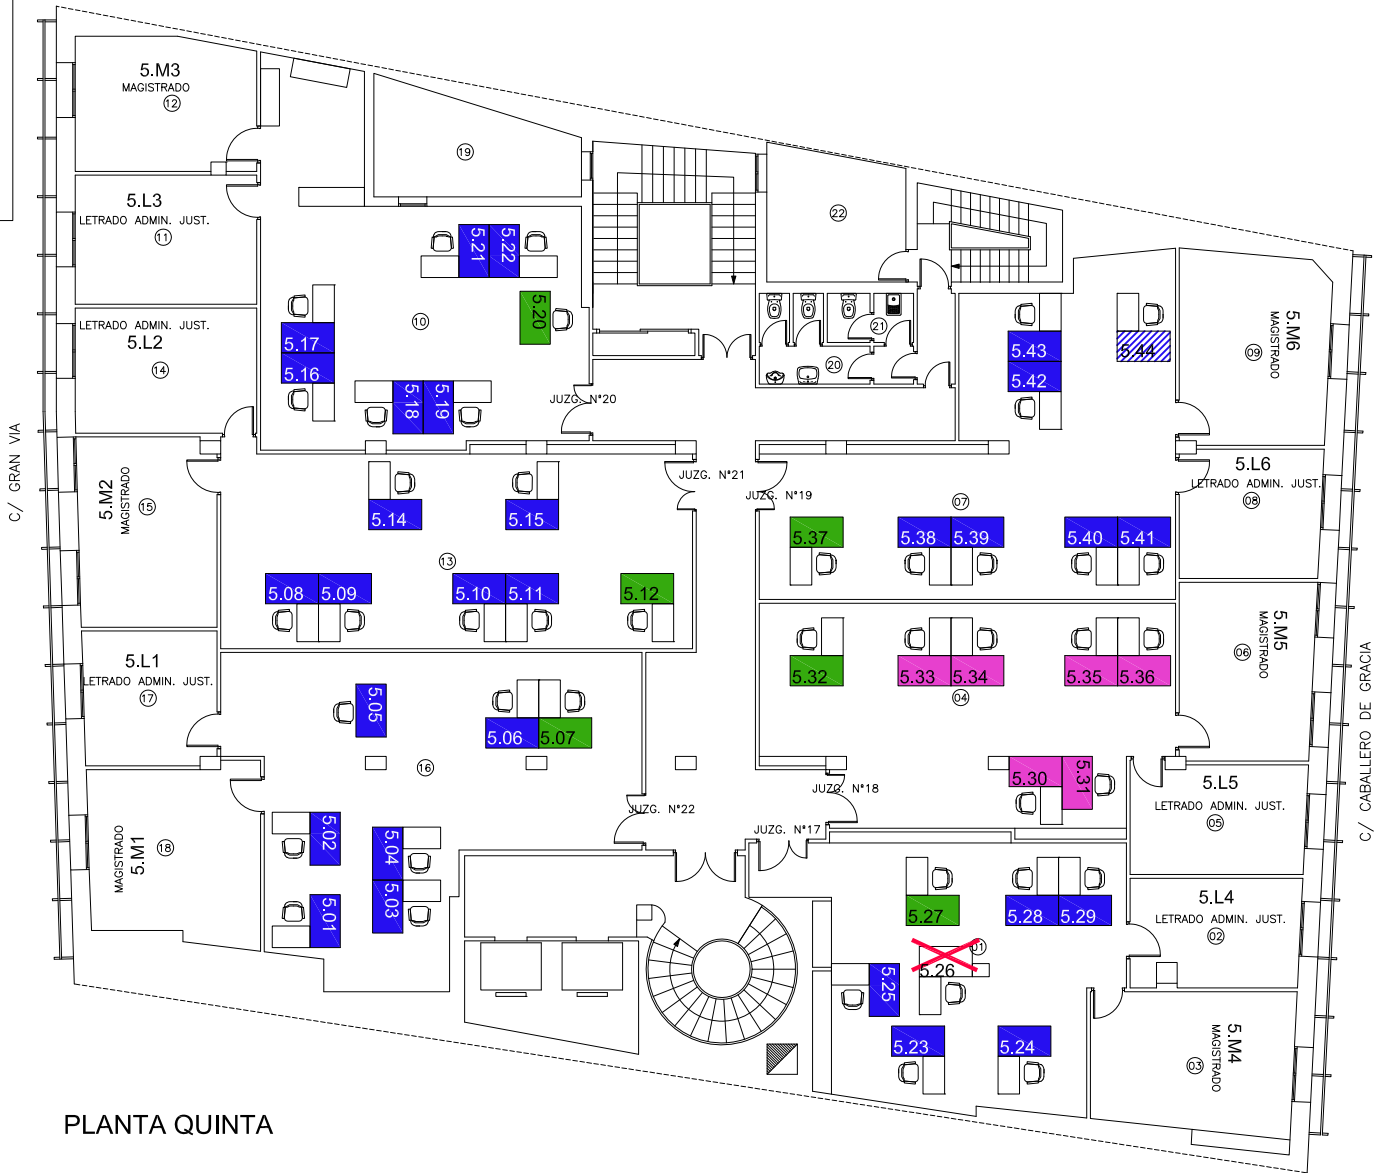 5.M3
MAGISTRADO
12
19
5.L3
LETRADO ADMIN. JUST.
11
5.21
5.22
22
5.20
10
21
20
LETRADO ADMIN. JUST.
5.L2
14
5.17
5.16
5.18
5.19
JUZG. Nº20
5.43
5.42
5.44
09
5.M6
MAGISTRADO
C/ GRAN VIA
5.M2
MAGISTRADO
15
JUZG. Nº21
JUZG. Nº19
5.14
5.15
07
5.L6
LETRADO ADMIN. JUST.
08
5.37
5.38
5.39
5.40
5.41
13
5.08
5.09
5.10
5.11
5.12
5.L1
LETRADO ADMIN. JUST.
17
5.05
5.06
5.07
16
5.32
5.33
5.34
5.35
5.36
04
06
5.M5
MAGISTRADO
C/ CABALLERO DE GRACIA
5.30
5.31
JUZG. Nº18
JUZG. Nº22
JUZG. Nº17
5.L5
LETRADO ADMIN. JUST.
05
MAGISTRADO
5.M1
18
5.02
5.04
5.03
5.01
5.27
5.28
5.29
01
5.26
5.25
5.23
5.24
5.L4
LETRADO ADMIN. JUST.
02
5.M4
MAGISTRADO
03
PLANTA QUINTA